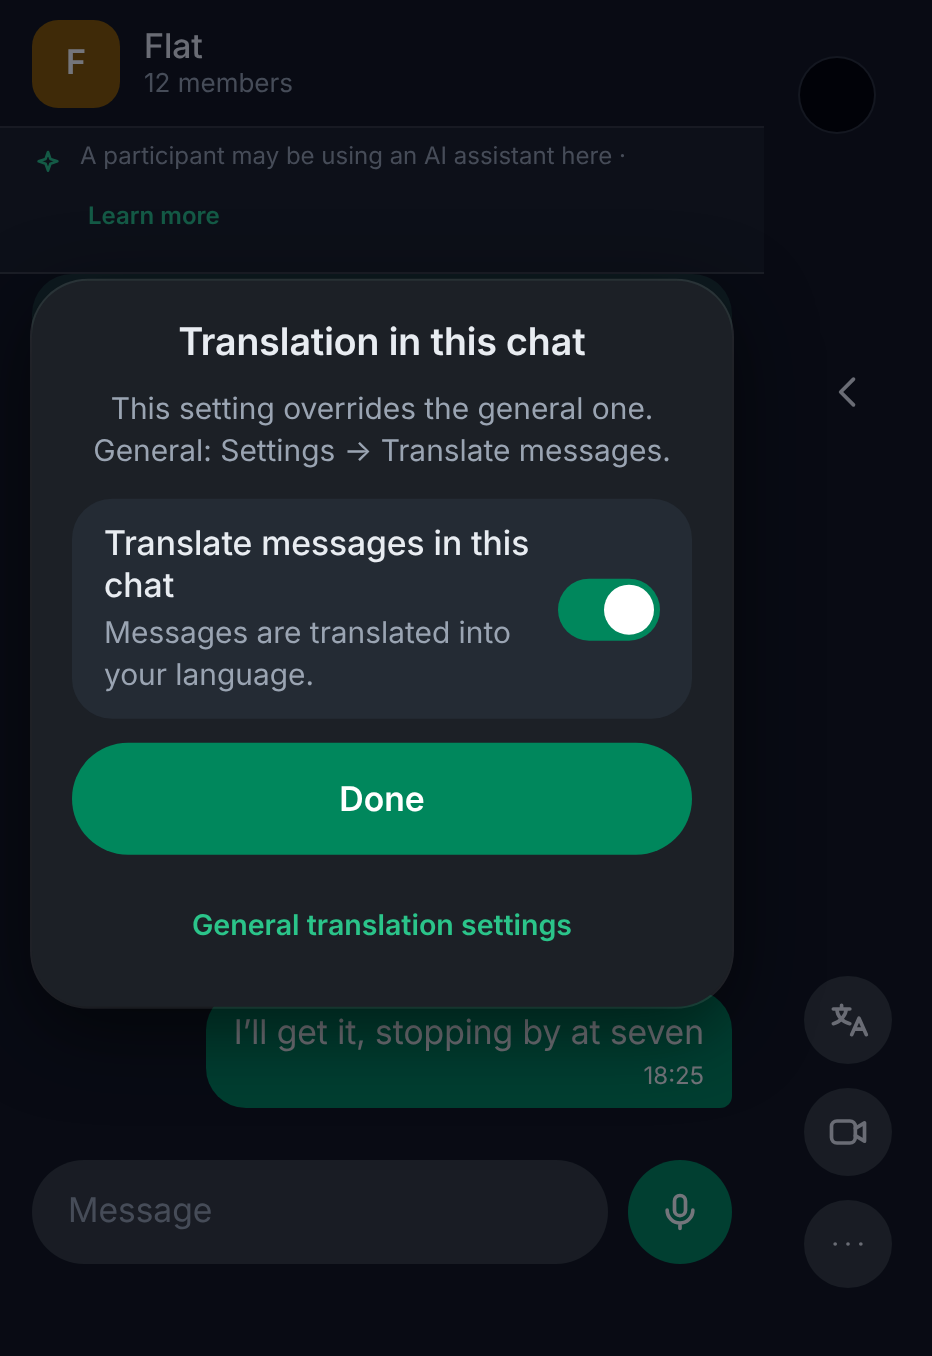 F
Flat
12 members
A participant may be using an AI assistant here ·
Learn more
Translation in this chat
This setting overrides the general one.
General: Settings → Translate messages.
Translate messages in this
chat
Messages are translated into
your language.
Done
General translation settings
I’ll get it, stopping by at seven
18:25
Message